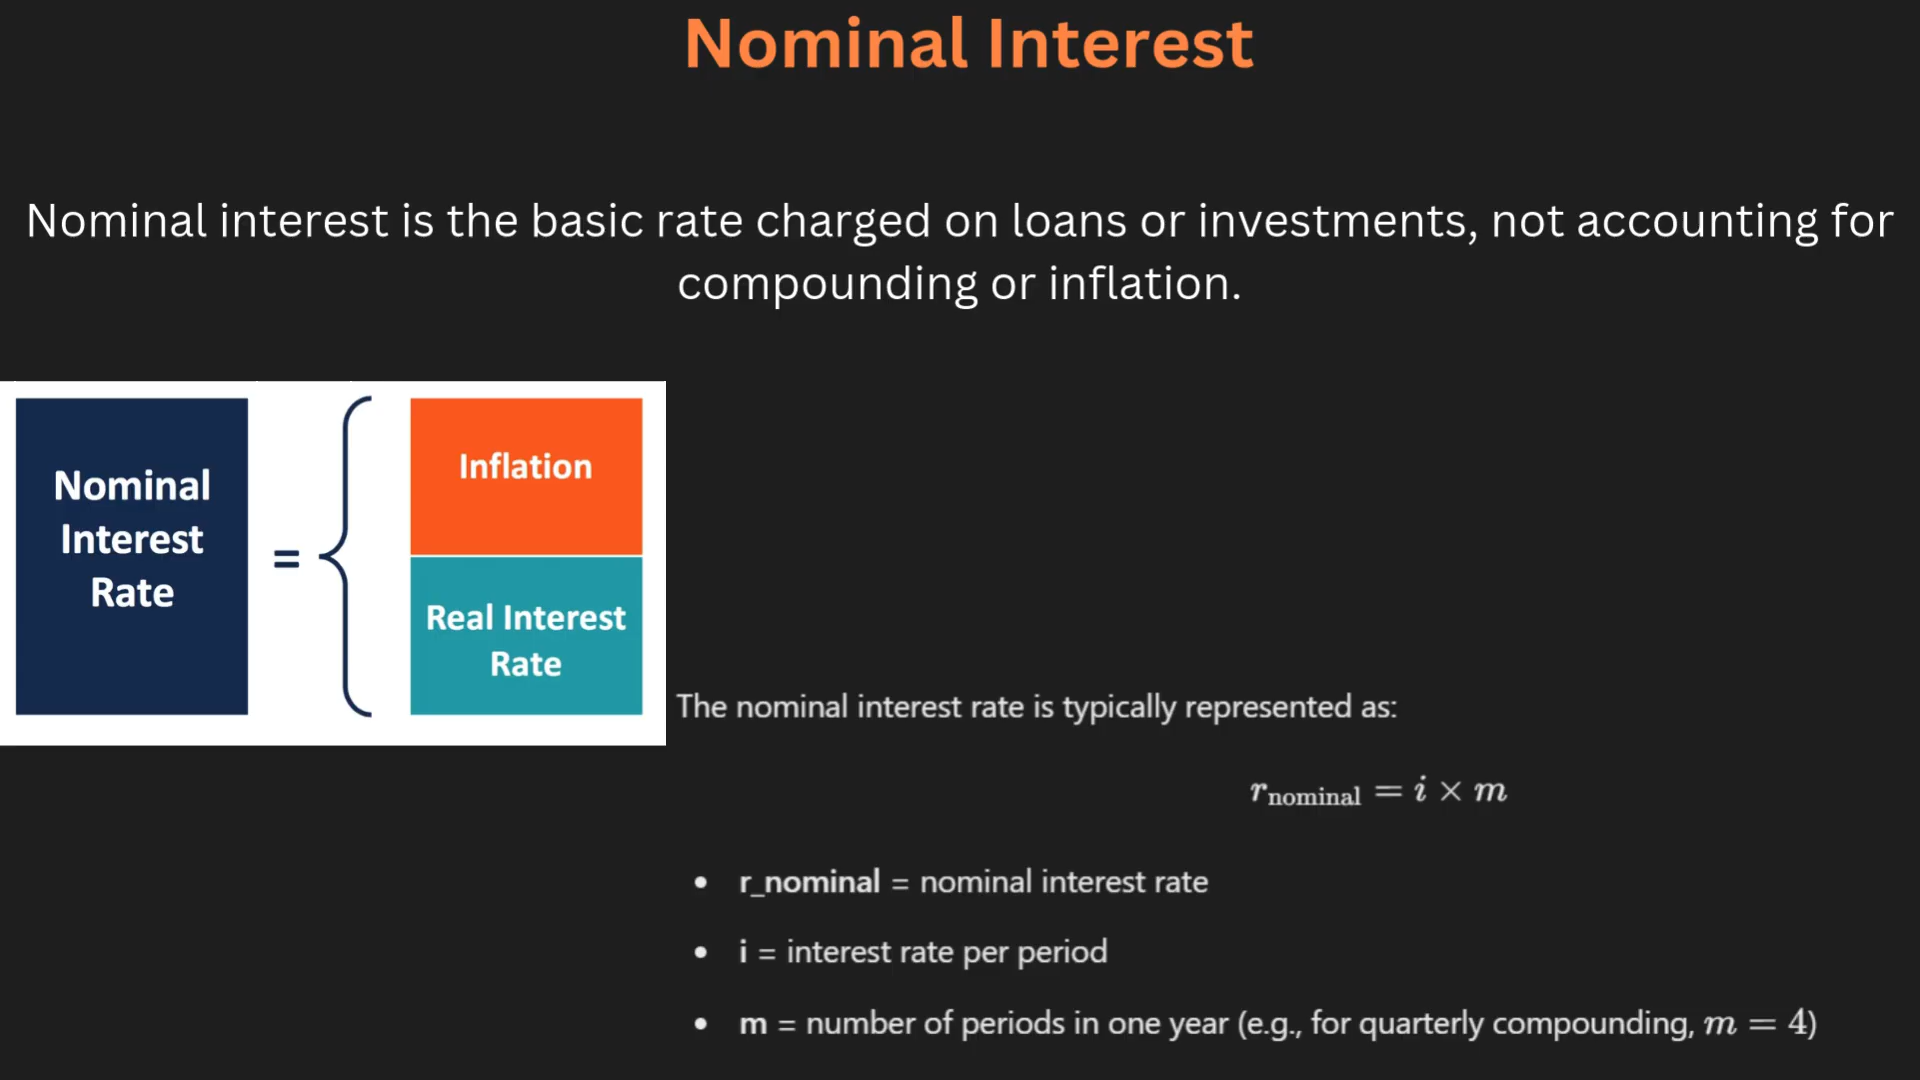 Nominal Interest
Nominal interest is the basic rate charged on loans or investments, not accounting for
compounding or inflation.
Nominal
Interest
Rate
=
Inflation
Real Interest
Rate
The nominal interest rate is typically represented as:
r_nominal = i × m
• r_nominal = nominal interest rate
• i = interest rate per period
• m = number of periods in one year (e.g., for quarterly compounding, m = 4)